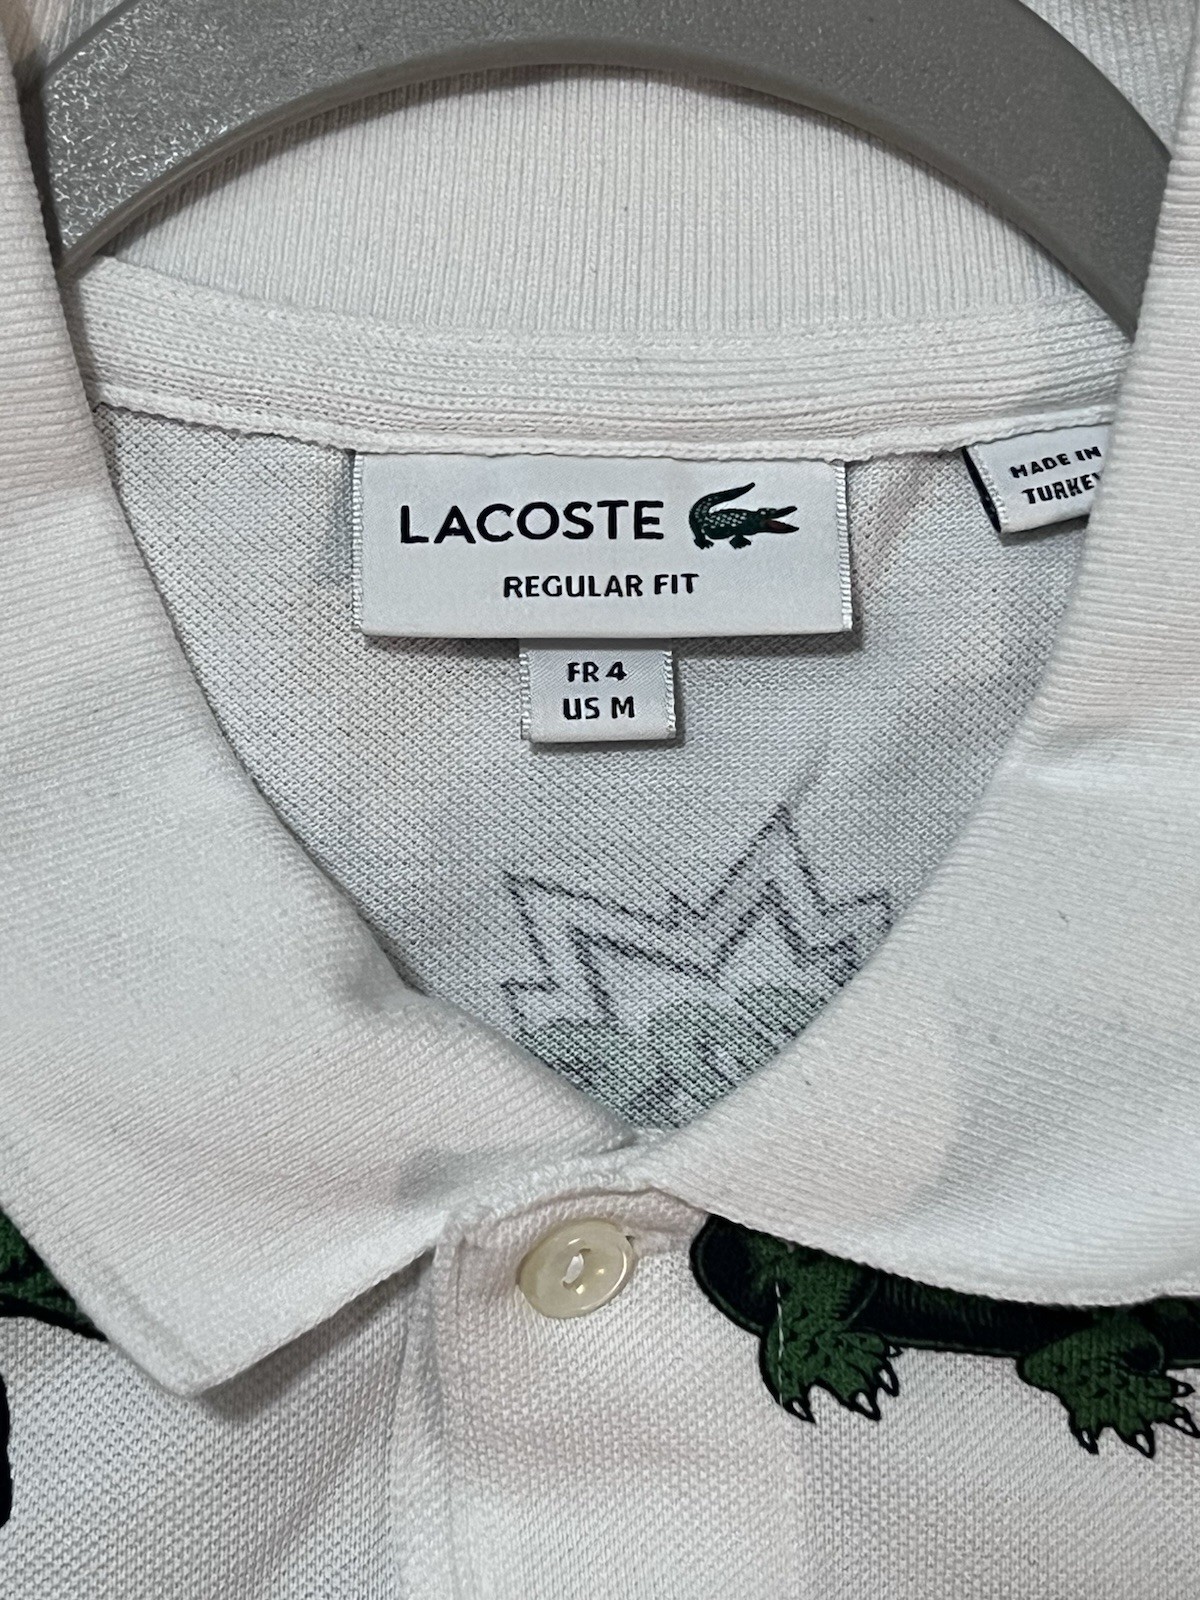 LACOSTE
REGULAR FIT
FR 4
US M
MADE IN
TURKEY